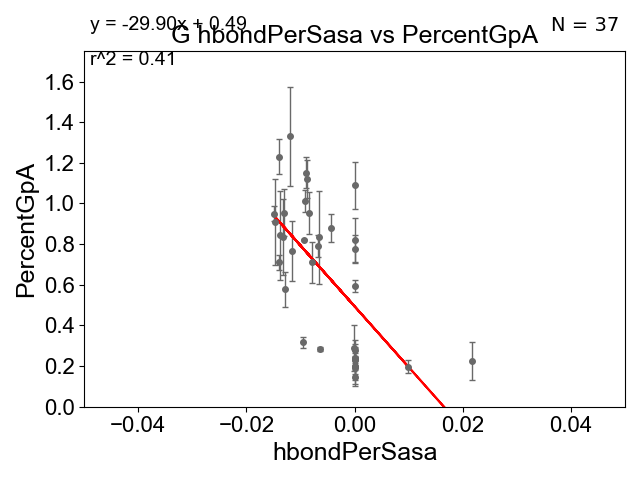 y = -29.90x + 0.49
G hbondPerSasa vs PercentGpA
N = 37
r^2 = 0.41
PercentGpA
1.6
1.4
1.2
1.0
0.8
0.6
0.4
0.2
0.0
−0.04 −0.02 0.00 0.02 0.04
hbondPerSasa